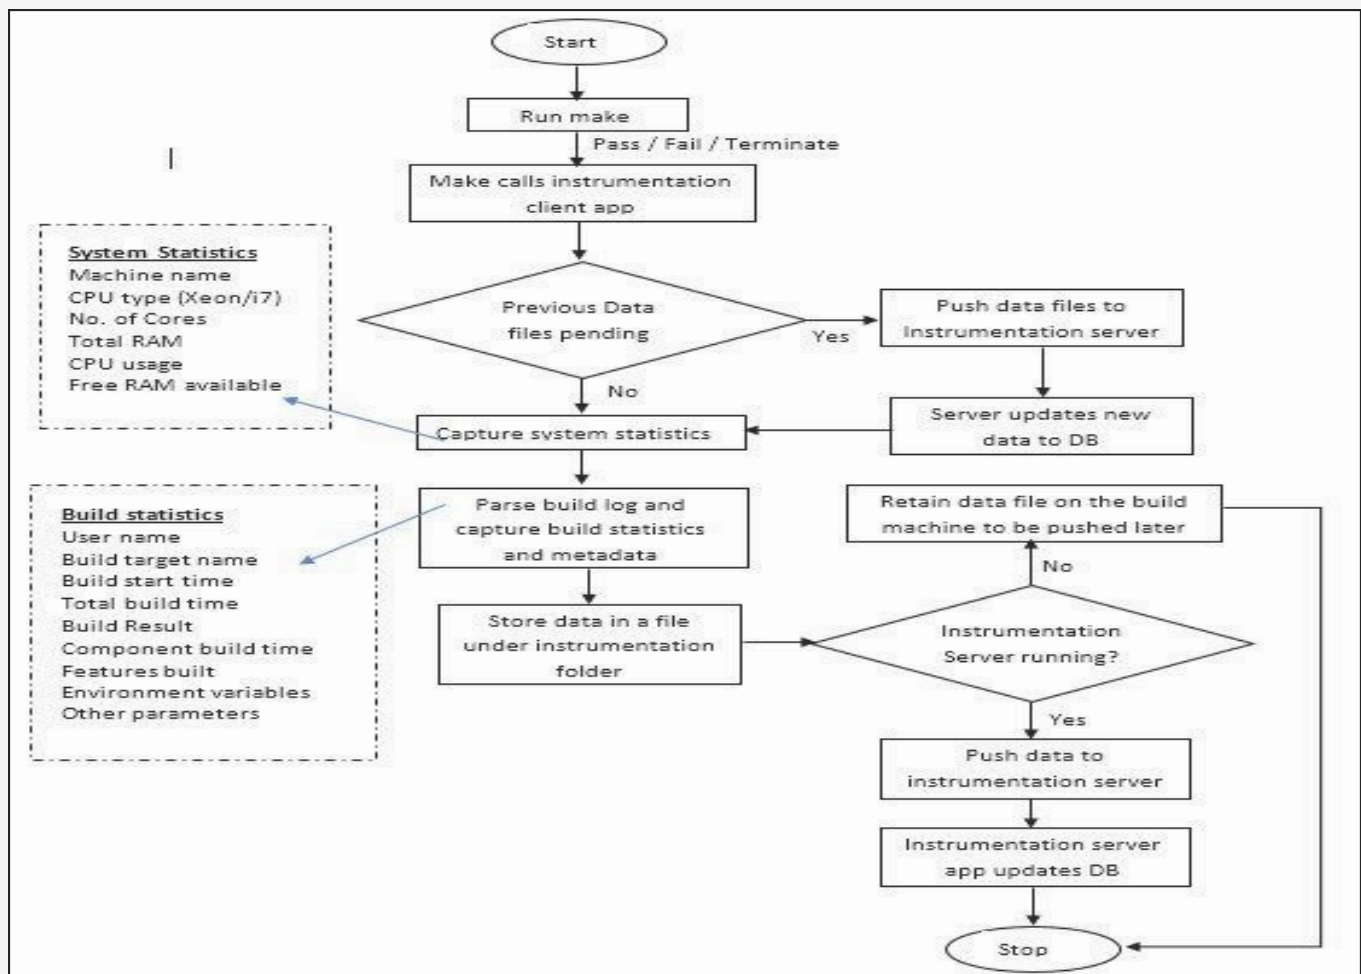 Start
Run make
Pass / Fail / Terminate
Make calls instrumentation
client app
Previous Data
files pending
Yes
Push data files to
Instrumentation server
Server updates new
data to DB
No
Capture system statistics
System Statistics
Machine name
CPU type (Xeon/i7)
No. of Cores
Total RAM
CPU usage
Free RAM available
Parse build log and
capture build statistics
and metadata
Build statistics
User name
Build target name
Build start time
Total build time
Build Result
Component build time
Features built
Environment variables
Other parameters
Store data in a file
under instrumentation
folder
Instrumentation
Server running?
No
Retain data file on the build
machine to be pushed later
Yes
Push data to
instrumentation server
Instrumentation server
app updates DB
Stop